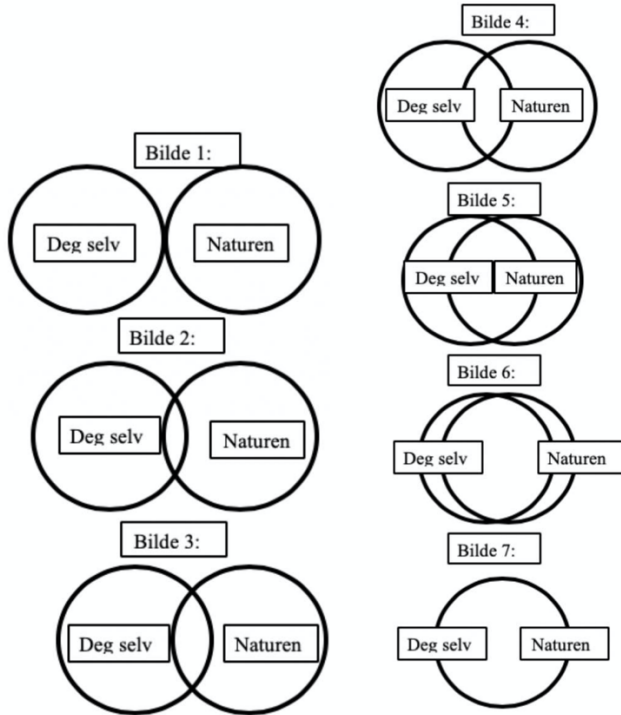 Bilde 1:
Deg selv
Naturen
Bilde 2:
Deg selv
Naturen
Bilde 3:
Deg selv
Naturen
Bilde 4:
Deg selv
Naturen
Bilde 5:
Deg selv
Naturen
Bilde 6:
Deg selv
Naturen
Bilde 7:
Deg selv
Naturen